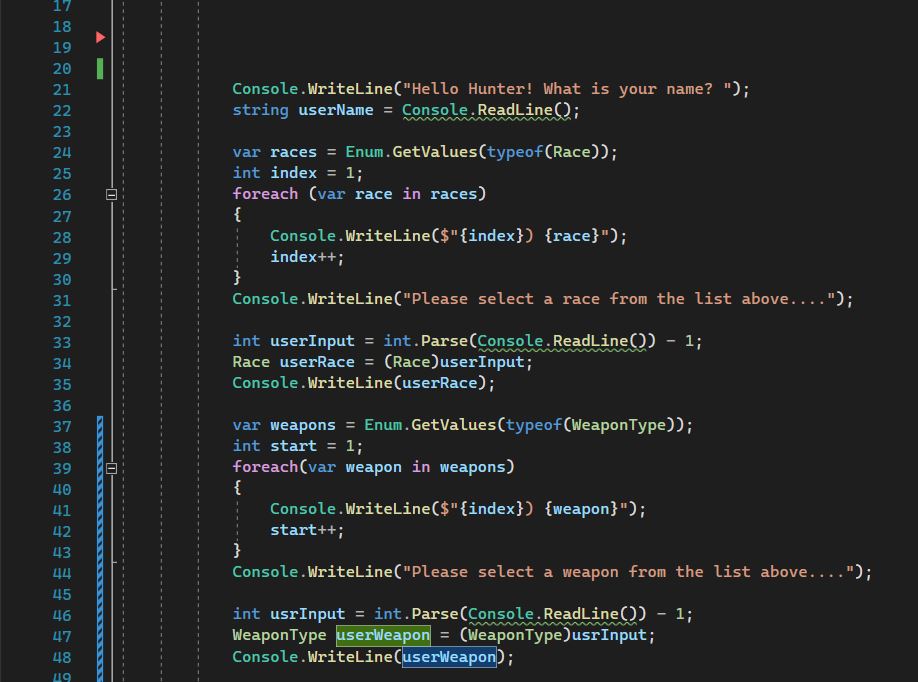 17
18
19
20
21 Console.WriteLine("Hello Hunter! What is your name? ");
22 string userName = Console.ReadLine();
23
24 var races = Enum.GetValues(typeof(Race));
25 int index = 1;
26 foreach (var race in races)
27 {
28 Console.WriteLine($"{index}) {race}");
29 index++;
30 }
31 Console.WriteLine("Please select a race from the list above....");
32
33 int userInput = int.Parse(Console.ReadLine()) - 1;
34 Race userRace = (Race)userInput;
35 Console.WriteLine(userRace);
36
37 var weapons = Enum.GetValues(typeof(WeaponType));
38 int start = 1;
39 foreach(var weapon in weapons)
40 {
41 Console.WriteLine($"{index}) {weapon}");
42 start++;
43 }
44 Console.WriteLine("Please select a weapon from the list above....");
45
46 int usrInput = int.Parse(Console.ReadLine()) - 1;
47 WeaponType userWeapon = (WeaponType)usrInput;
48 Console.WriteLine(userWeapon);
49